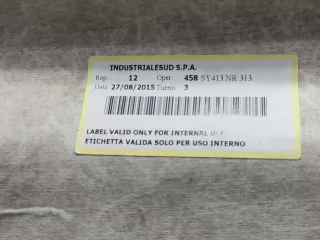 INDUSTRIALESUD S.P.A.
Rep. 12 Oper 458 SY413 NR 313
Data 27/08/2015 Turno 3
LABEL VALID ONLY FOR INTERNAL USE
ETICHETTA VALIDA SOLO PER USO INTERNO